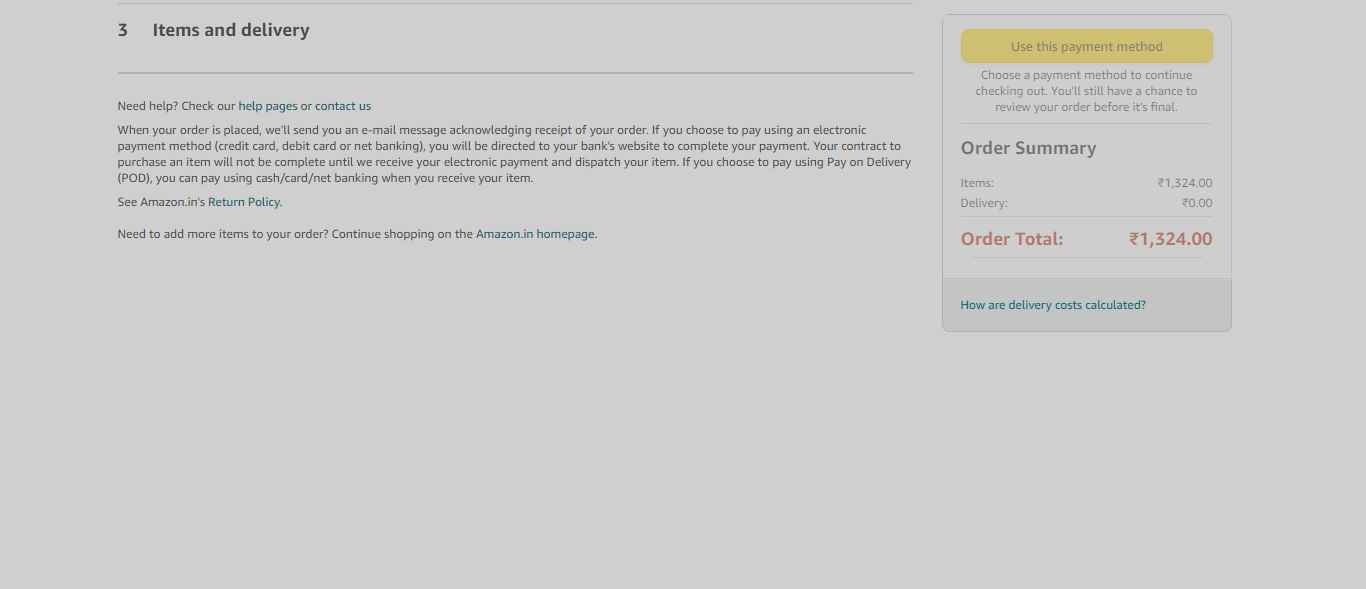 3 Items and delivery
Need help? Check our help pages or contact us
When your order is placed, we'll send you an e-mail message acknowledging receipt of your order. If you choose to pay using an electronic
payment method (credit card, debit card or net banking), you will be directed to your bank's website to complete your payment. Your contract to
purchase an item will not be complete until we receive your electronic payment and dispatch your item. If you choose to pay using Pay on Delivery
(POD), you can pay using cash/card/net banking when you receive your item.
See Amazon.in's Return Policy.
Need to add more items to your order? Continue shopping on the Amazon.in homepage.
Use this payment method
Choose a payment method to continue
checking out. You'll still have a chance to
review your order before it's final.
Order Summary
Items: ₹1,324.00
Delivery: ₹0.00
Order Total: ₹1,324.00
How are delivery costs calculated?